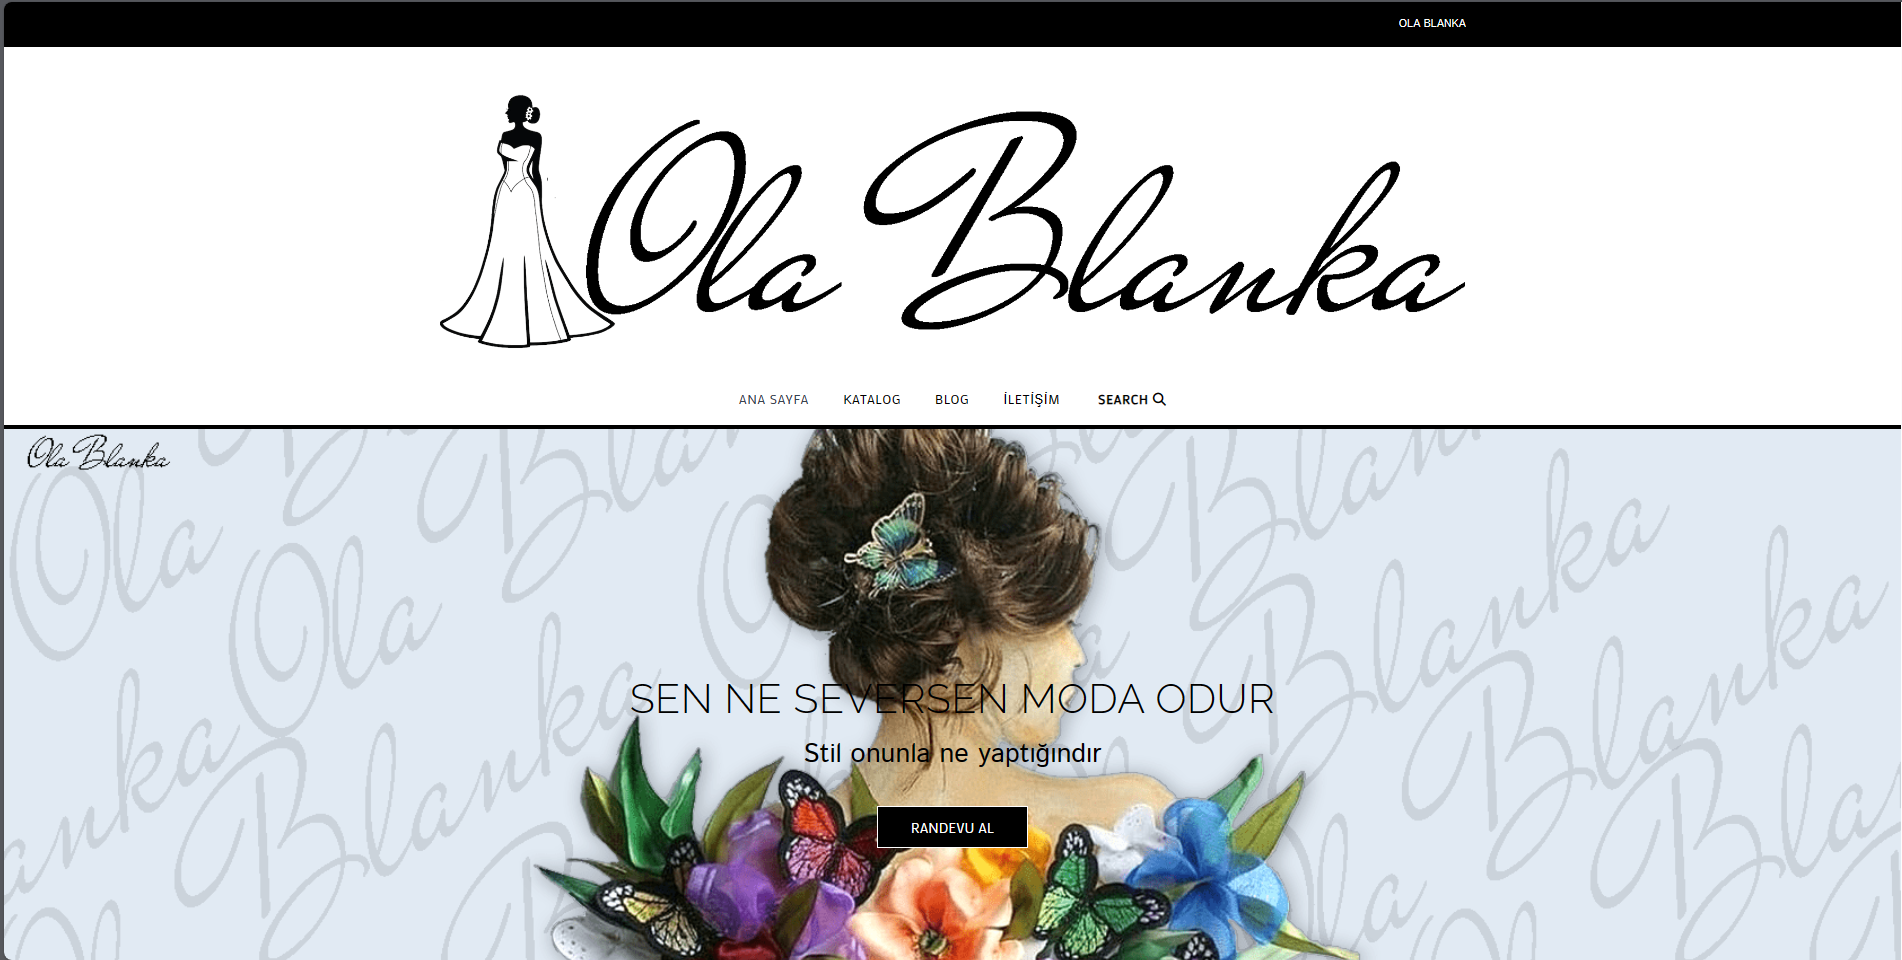 OLA BLANKA
Ola Blanka
ANA SAYFA KATALOG BLOG İLETİŞİM SEARCH
Ola Blanka
SEN NE SEVERSEN MODA ODUR
Stil onunla ne yaptığındır
RANDEVU AL